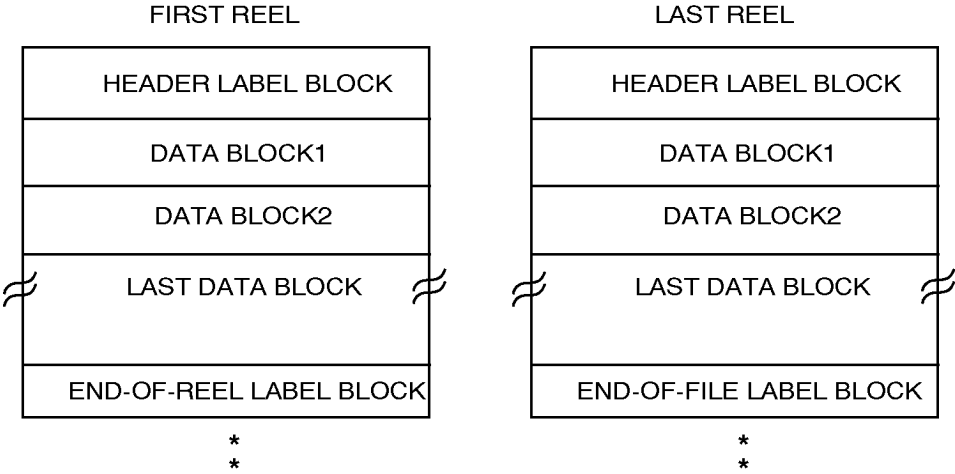 FIRST REEL
HEADER LABEL BLOCK
DATA BLOCK1
DATA BLOCK2
LAST DATA BLOCK
END-OF-REEL LABEL BLOCK
*
*
LAST REEL
HEADER LABEL BLOCK
DATA BLOCK1
DATA BLOCK2
LAST DATA BLOCK
END-OF-FILE LABEL BLOCK
*
*